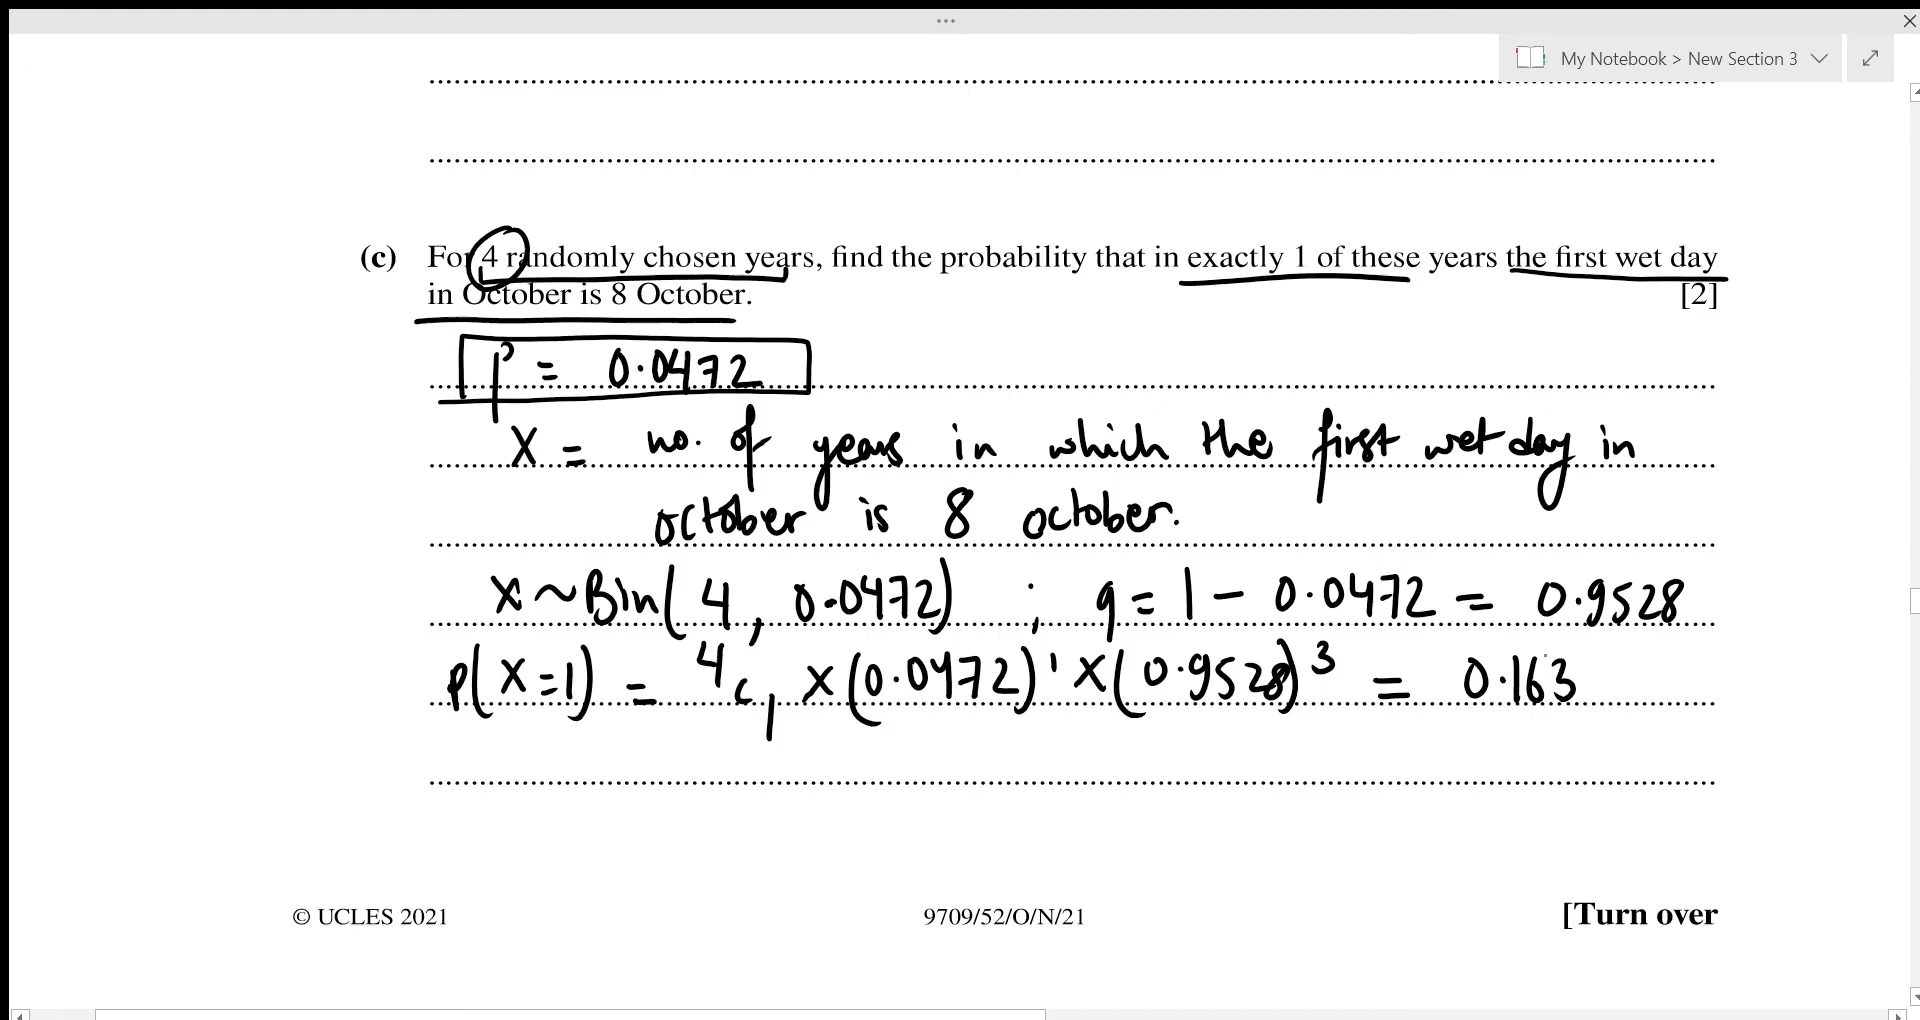 My Notebook > New Section 3
(c) For 4 randomly chosen years, find the probability that in exactly 1 of these years the first wet day
in October is 8 October. [2]
P = 0.0472
X = no. of years in which the first wet day in
october is 8 october.
X ~ Bin(4, 0.0472) ; q = 1 - 0.0472 = 0.9528
P(X=1) = ⁴C₁ × (0.0472)¹ × (0.9528)³ = 0.163
© UCLES 2021 9709/52/O/N/21 [Turn over